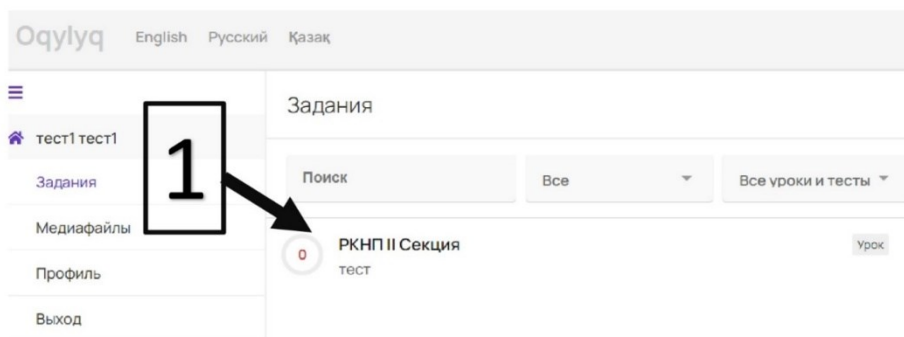 Oqylyq English Русский Қазақ
тест1 тест1
Задания
Медиафайлы
Профиль
Выход
1
Задания
Поиск Все Все уроки и тесты
0 РКНП II Секция Урок
тест